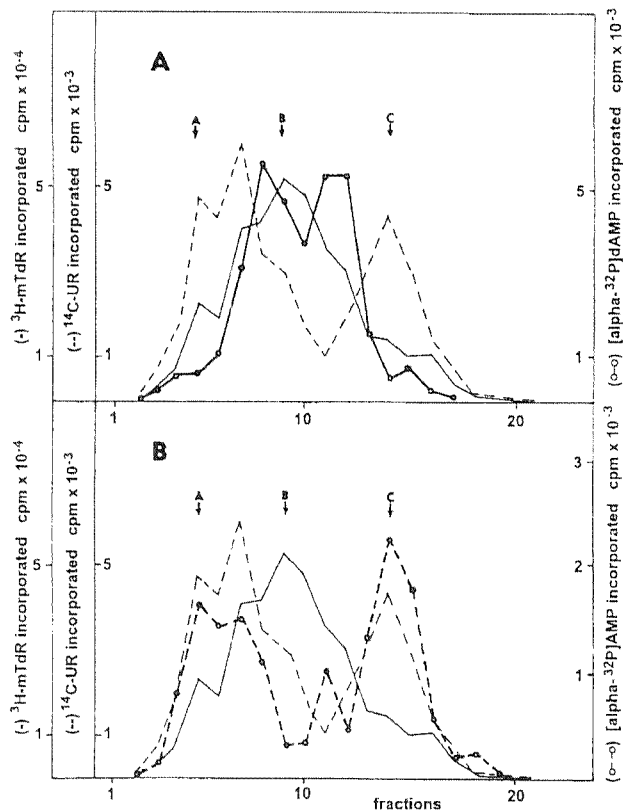 A
A B C
(-) ³H-mTdR incorporated cpm x 10⁻⁴
(--) ¹⁴C-UR incorporated cpm x 10⁻³
(o-o) [alpha-³²P]dAMP incorporated cpm x 10⁻³
5 5 5
1 1 1
1 10 20
B
A B C
(-) ³H-mTdR incorporated cpm x 10⁻⁴
(--) ¹⁴C-UR incorporated cpm x 10⁻³
(o--o) [alpha-³²P]AMP incorporated cpm x 10⁻³
3
5 5 2
1
1 1
1 10 20
fractions